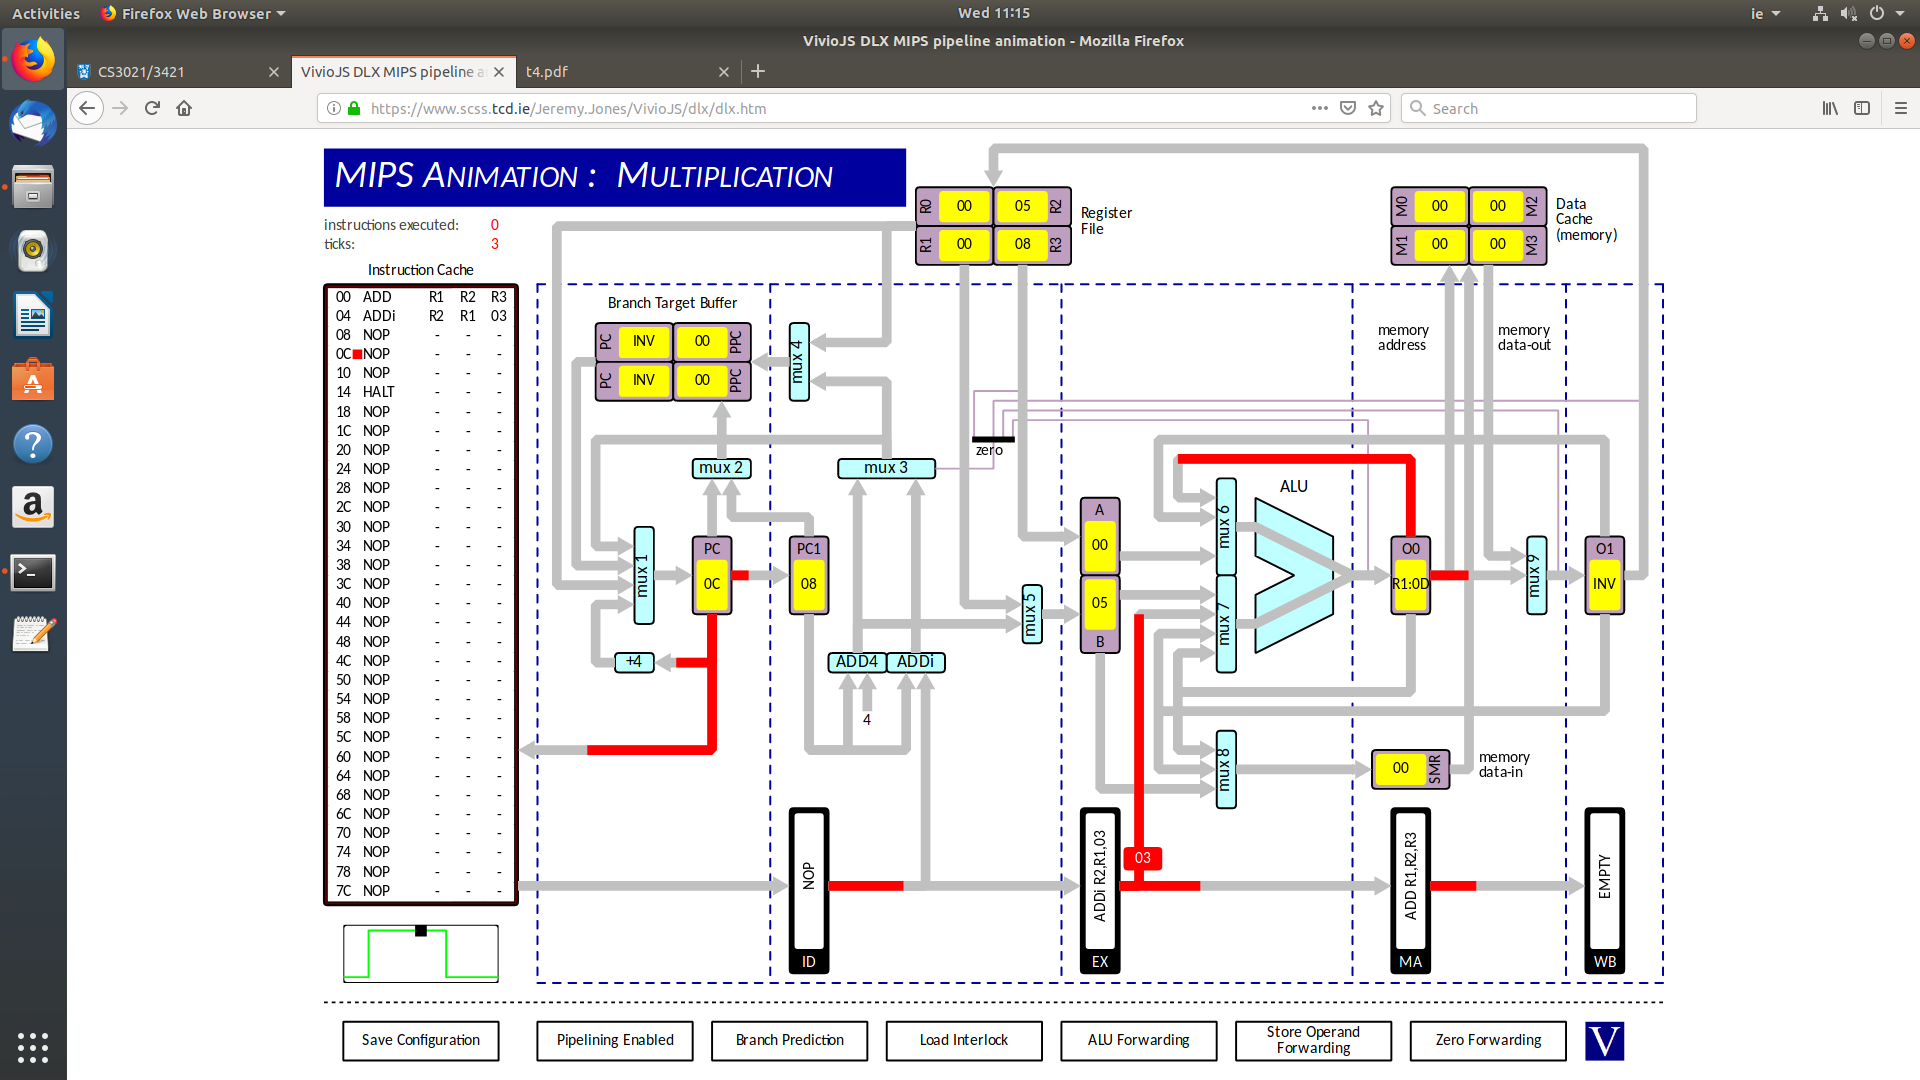 Activities
Firefox Web Browser
Wed 11:15
ie
VivioJS DLX MIPS pipeline animation - Mozilla Firefox
CS3021/3421
VivioJS DLX MIPS pipeline a
t4.pdf
https://www.scss.tcd.ie/Jeremy.Jones/VivioJS/dlx/dlx.htm
Search
MIPS ANIMATION : MULTIPLICATION
instructions executed: 0
ticks: 3
Instruction Cache
00 ADD R1 R2 R3
04 ADDi R2 R1 03
08 NOP - - -
0C NOP - - -
10 NOP - - -
14 HALT - - -
18 NOP - - -
1C NOP - - -
20 NOP - - -
24 NOP - - -
28 NOP - - -
2C NOP - - -
30 NOP - - -
34 NOP - - -
38 NOP - - -
3C NOP - - -
40 NOP - - -
44 NOP - - -
48 NOP - - -
4C NOP - - -
50 NOP - - -
54 NOP - - -
58 NOP - - -
5C NOP - - -
60 NOP - - -
64 NOP - - -
68 NOP - - -
6C NOP - - -
70 NOP - - -
74 NOP - - -
78 NOP - - -
7C NOP - - -
R0 00 05 R2
R1 00 08 R3
Register
File
M0 00 00 M2
M1 00 00 M3
Data
Cache
(memory)
Branch Target Buffer
PC INV 00 PPC
PC INV 00 PPC
mux 4
memory
address
memory
data-out
zero
mux 2
mux 3
ALU
mux 1
PC
0C
PC1
08
mux 5
A
00
05
B
mux 6
mux 7
O0
R1:0D
mux 9
O1
INV
+4
ADD4
ADDi
4
mux 8
00 SMR
memory
data-in
03
NOP
ID
ADDi R2,R1,03
EX
ADD R1,R2,R3
MA
EMPTY
WB
Save Configuration
Pipelining Enabled
Branch Prediction
Load Interlock
ALU Forwarding
Store Operand
Forwarding
Zero Forwarding
V